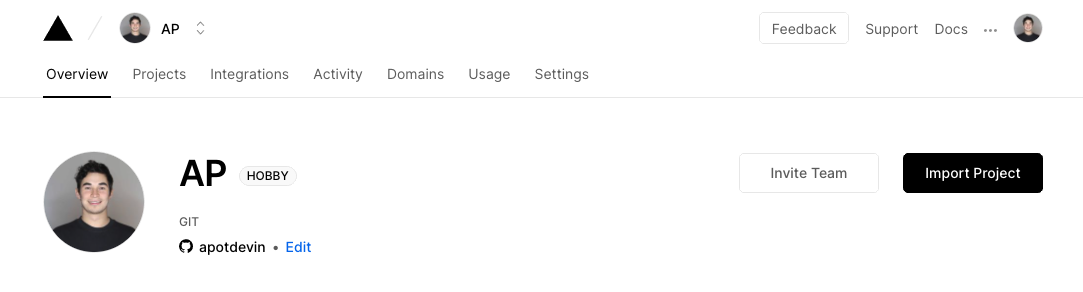 AP Feedback Support Docs
Overview Projects Integrations Activity Domains Usage Settings
AP HOBBY Invite Team Import Project
GIT
apotdevin • Edit